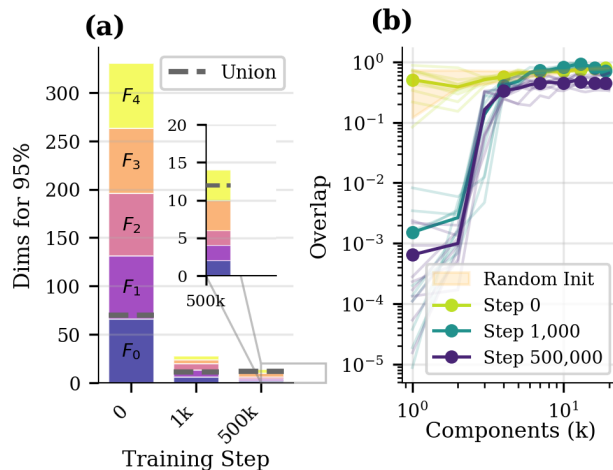 (a)
Dims for 95%
300
250
200
150
100
50
0
F4
F3
F2
F1
F0
Union
20
15
10
5
0
500k
0
1k
500k
Training Step
(b)
Overlap
10^0
10^-1
10^-2
10^-3
10^-4
10^-5
Random Init
Step 0
Step 1,000
Step 500,000
10^0
10^1
Components (k)